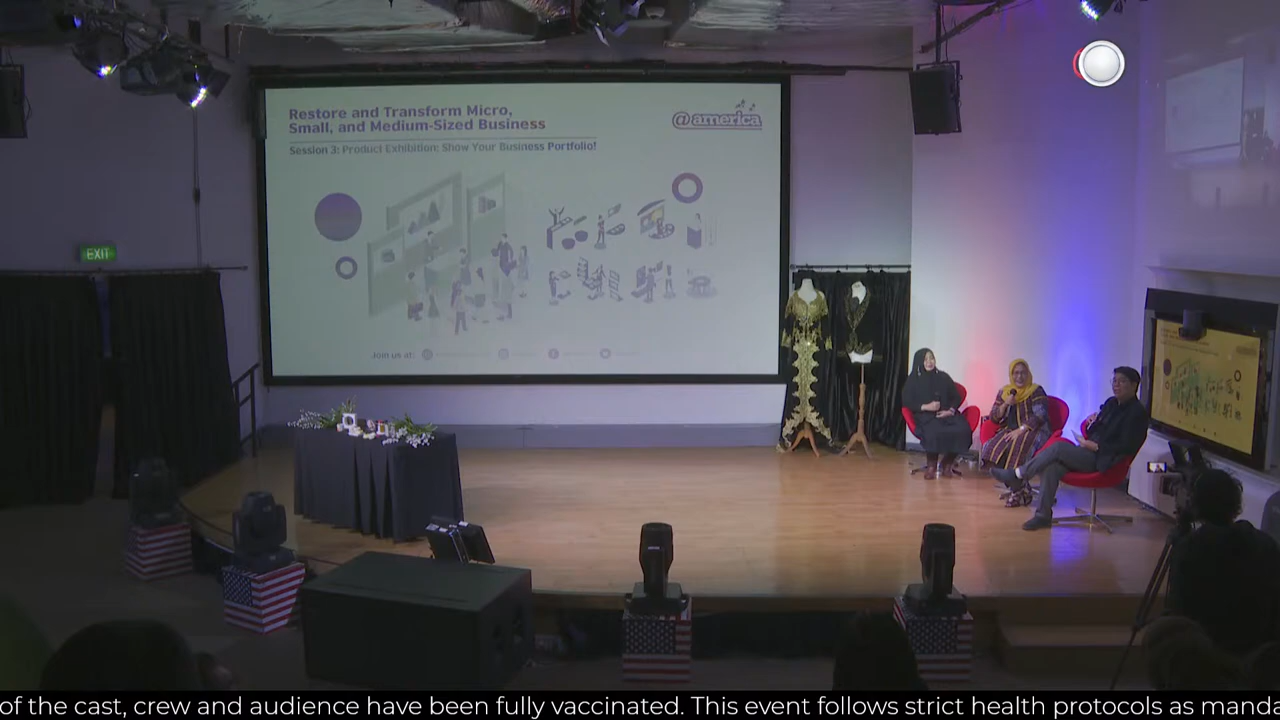 Restore and Transform Micro,
Small, and Medium-Sized Business
@america
Session 3: Product Exhibition: Show Your Business Portfolio!
EXIT
Join us at:
of the cast, crew and audience have been fully vaccinated. This event follows strict health protocols as manda